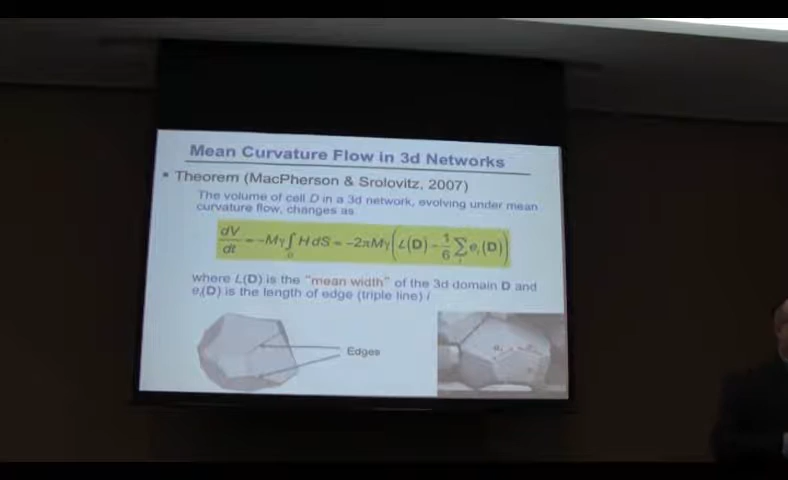 Mean Curvature Flow in 3d Networks
• Theorem (MacPherson & Srolovitz, 2007)
The volume of cell D in a 3d network, evolving under mean
curvature flow, changes as
dV/dt = -Mγ∫HdS = -2πMγ(L(D) - 1/6 ∑ eᵢ(D))
where L(D) is the "mean width" of the 3d domain D and
eᵢ(D) is the length of edge (triple line) i
Edges